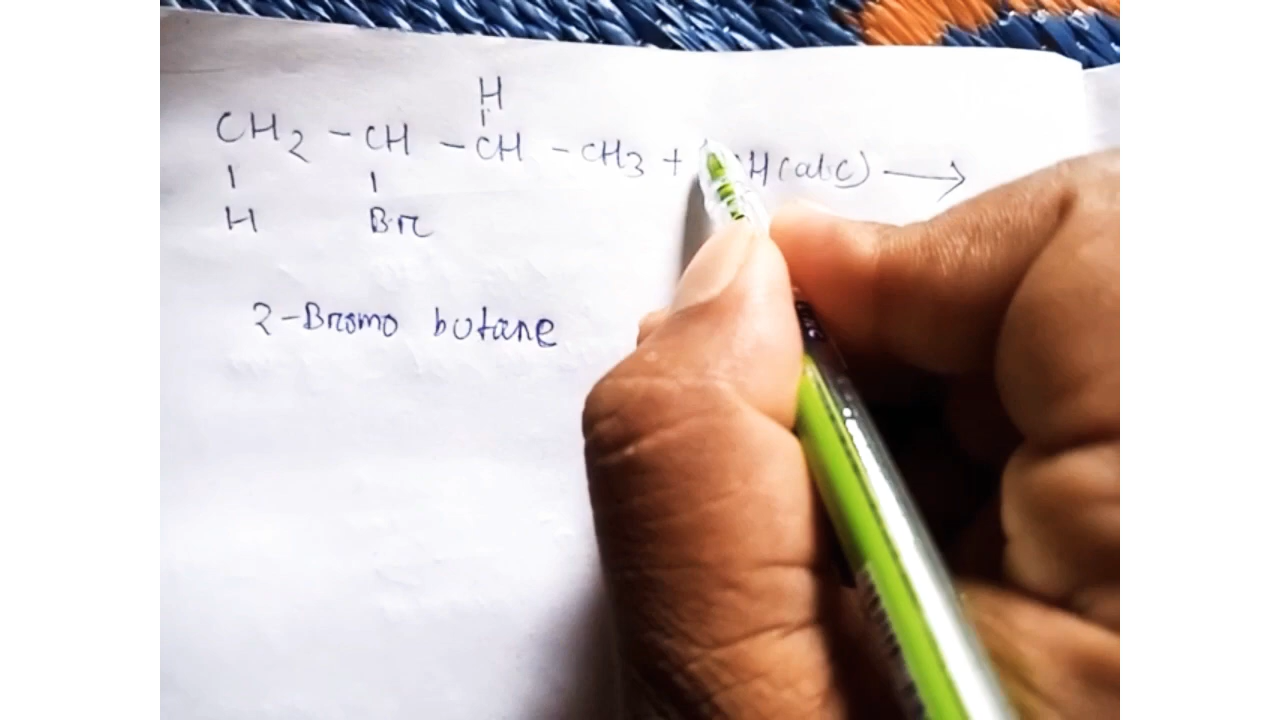 H
CH2 - CH - CH - CH3 + H (alc) →
H Br
2-Bromo butane